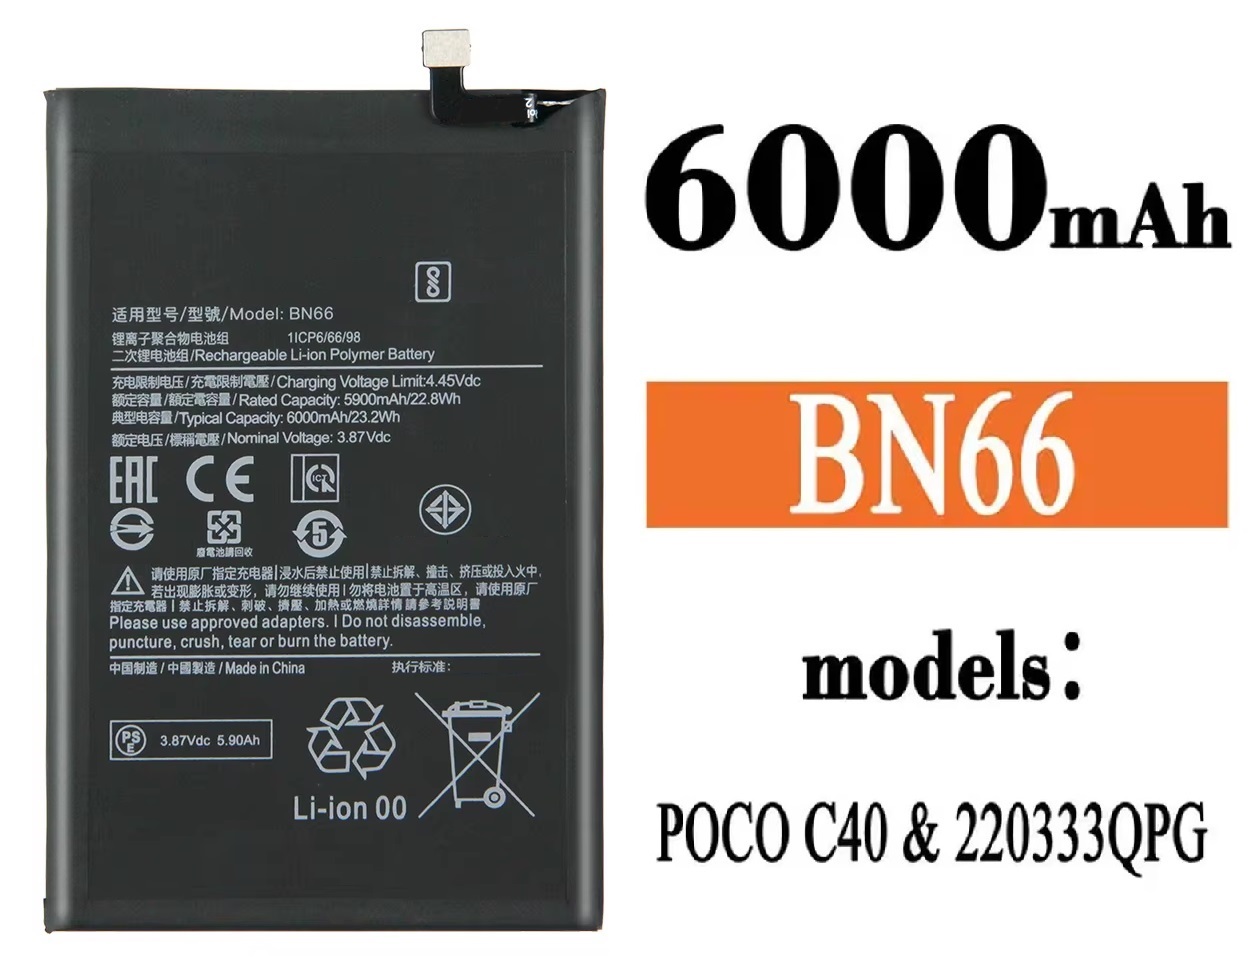 6000mAh
BN66
models:
POCO C40 & 220333QPG
适用型号/型號/Model: BN66
锂离子聚合物电池组 1ICP6/66/98
二次锂电池组/Rechargeable Li-ion Polymer Battery
充电限制电压/充電限制電壓/Charging Voltage Limit:4.45Vdc
额定容量/額定電容量/Rated Capacity: 5900mAh/22.8Wh
典型电容量/Typical Capacity: 6000mAh/23.2Wh
额定电压/標稱電壓/Nominal Voltage: 3.87Vdc
EAC CE ICT
廢電池請回收
5
请使用原厂指定充电器|浸水后禁止使用|禁止拆解、撞击、挤压或投入火中,
若出现膨胀或变形，请勿继续使用|勿将电池置于高温区，请使用原厂
指定充電器|禁止拆解、刺破、擠壓、加熱或燃燒詳情請參考説明書
Please use approved adapters. I Do not disassemble,
puncture, crush, tear or burn the battery.
中国制造/中國製造/Made in China 执行标准:
PSE 3.87Vdc 5.90Ah
Li-ion 00